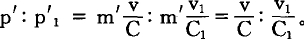 p′ : p′₁ = m′ v/C : m′ v₁/C₁ = v/C : v₁/C₁。